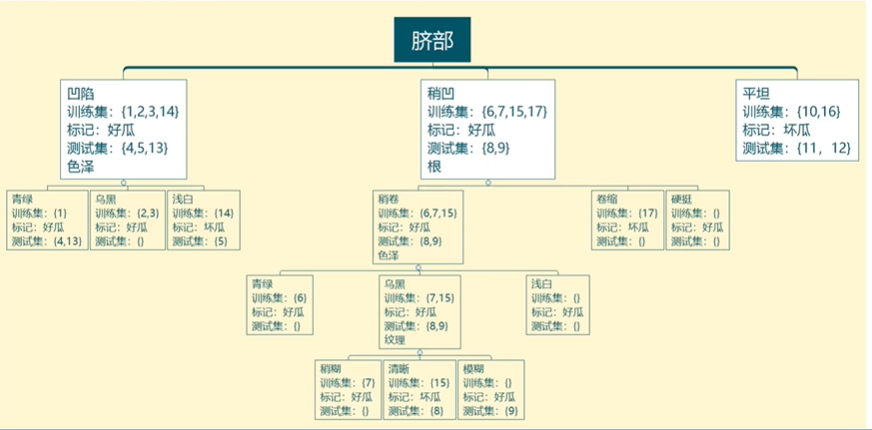 脐部
凹陷
训练集：{1,2,3,14}
标记：好瓜
测试集：{4,5,13}
色泽
稍凹
训练集：{6,7,15,17}
标记：好瓜
测试集：{8,9}
根
平坦
训练集：{10,16}
标记：坏瓜
测试集：{11，12}
青绿
训练集：{1}
标记：好瓜
测试集：{4,13}
乌黑
训练集：{2,3}
标记：好瓜
测试集：{}
浅白
训练集：{14}
标记：坏瓜
测试集：{5}
稍卷
训练集：{6,7,15}
标记：好瓜
测试集：{8,9}
色泽
卷缩
训练集：{17}
标记：坏瓜
测试集：{}
硬挺
训练集：{}
标记：好瓜
测试集：{}
青绿
训练集：{6}
标记：好瓜
测试集：{}
乌黑
训练集：{7,15}
标记：好瓜
测试集：{8,9}
纹理
浅白
训练集：{}
标记：好瓜
测试集：{}
稍糊
训练集：{7}
标记：好瓜
测试集：{}
清晰
训练集：{15}
标记：坏瓜
测试集：{8}
模糊
训练集：{}
标记：好瓜
测试集：{9}